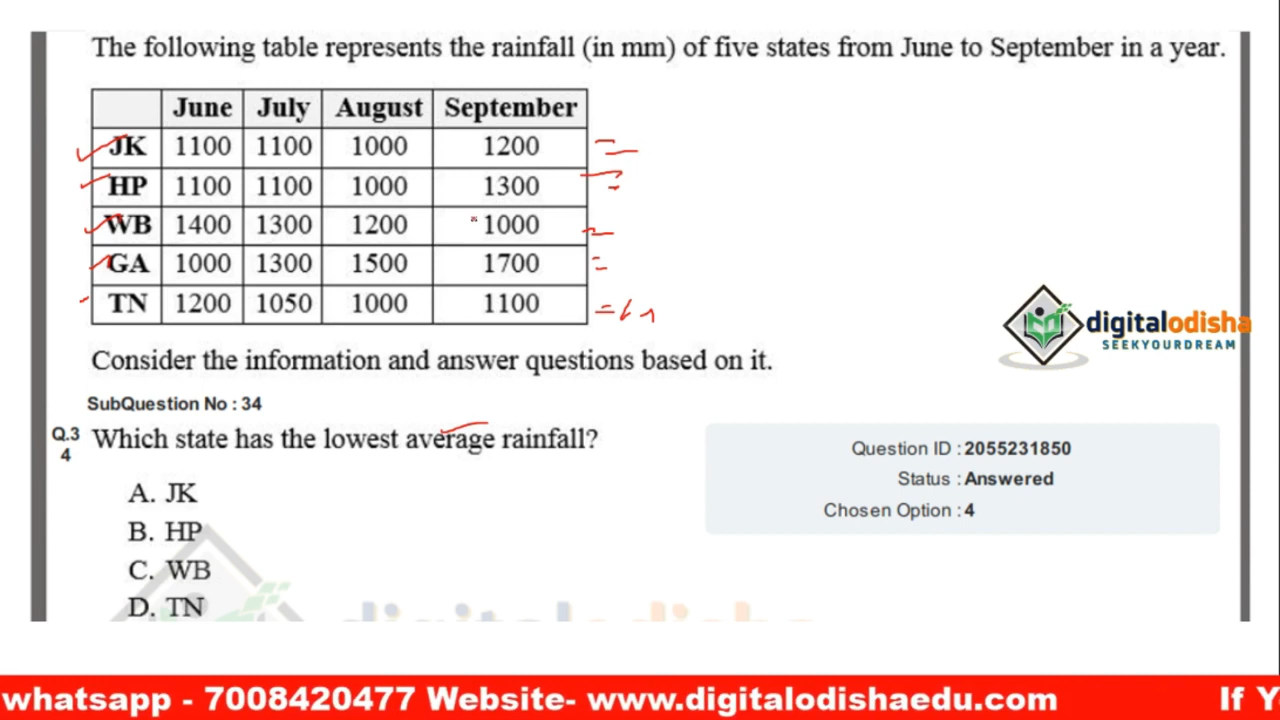 The following table represents the rainfall (in mm) of five states from June to September in a year.
June July August September
JK 1100 1100 1000 1200
HP 1100 1100 1000 1300
WB 1400 1300 1200 1000
GA 1000 1300 1500 1700
TN 1200 1050 1000 1100
digitalodisha
SEEKYOURDREAM
Consider the information and answer questions based on it.
SubQuestion No : 34
Q.3
4
Which state has the lowest average rainfall?
Question ID : 2055231850
Status : Answered
Chosen Option : 4
A. JK
B. HP
C. WB
D. TN
digitalodisha
whatsapp - 7008420477 Website- www.digitalodishaedu.com If Y